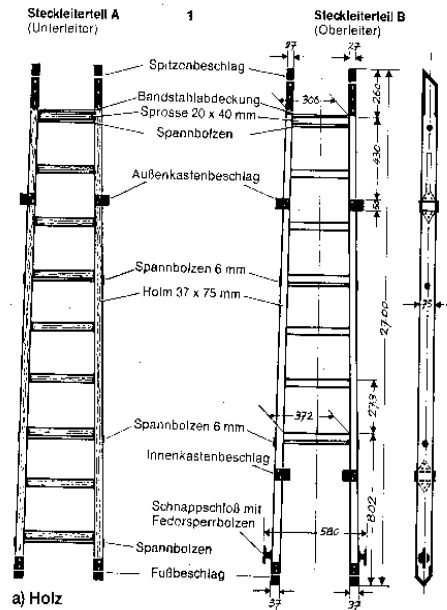 Steckleiterteil A
(Unterleiter)
1
Steckleiterteil B
(Oberleiter)
27
27
Spitzenbeschlag
Bandstahlabdeckung
Sprosse 20 x 40 mm
Spannbolzen
306
260
430
Außenkastenbeschlag
Spannbolzen 6 mm
Holm 37 x 75 mm
2700
75
273
372
Spannbolzen 6 mm
Innenkastenbeschlag
802
Schnappschloß mit
Federsperrbolzen
580
Spannbolzen
Fußbeschlag
a) Holz
37
37